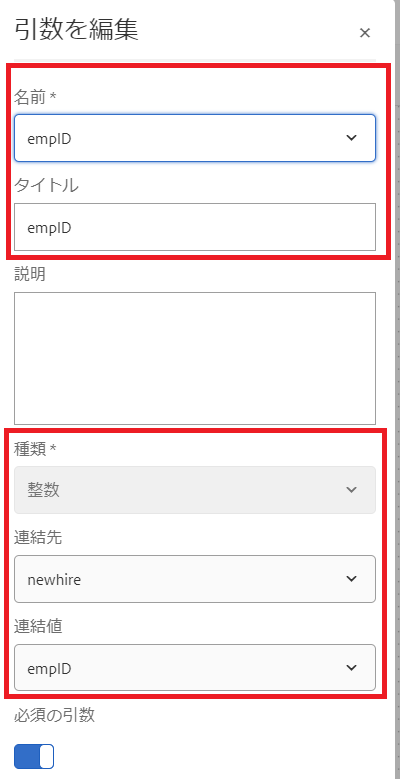 引数を編集
×
名前 *
empID
タイトル
empID
説明
種類 *
整数
連結先
newhire
連結値
empID
必須の引数